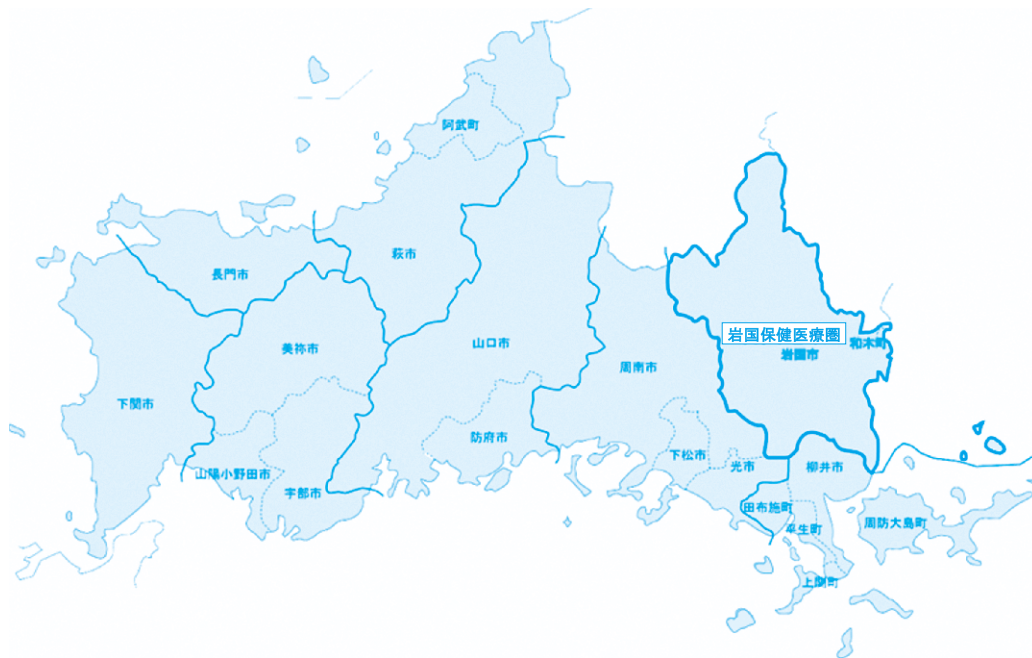 阿武町
萩市
長門市
岩国保健医療圏
和木町
岩国市
山口市
美祢市
周南市
下関市
防府市
下松市
光市
柳井市
山陽小野田市
宇部市
田布施町
周防大島町
平生町
上関町